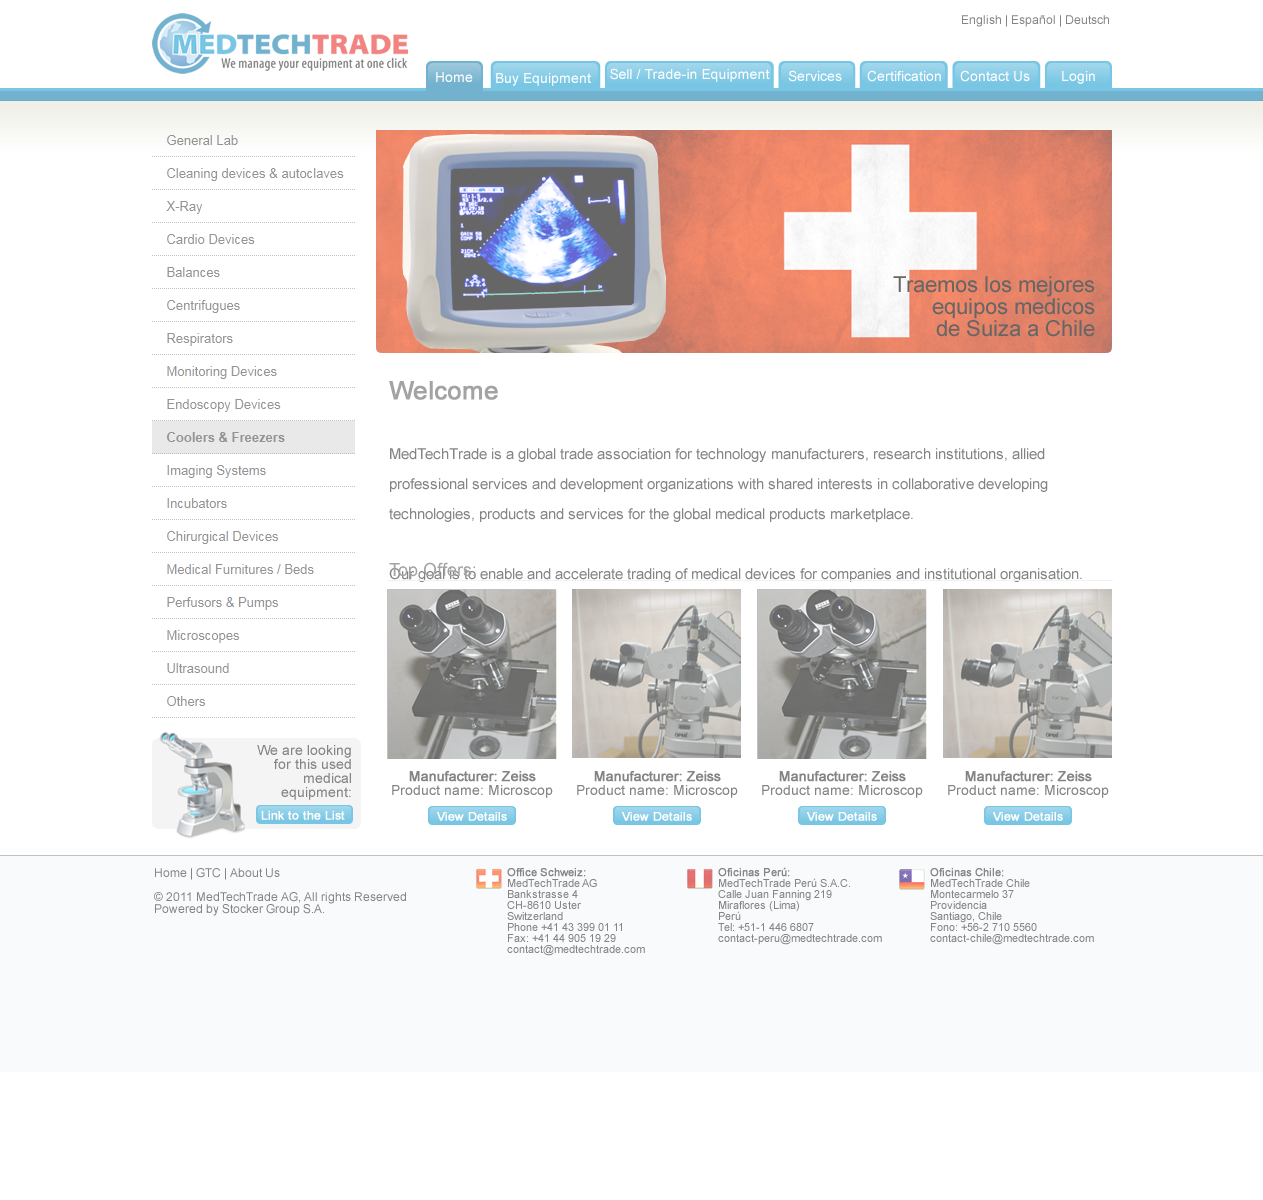 English | Español | Deutsch
MEDTECHTRADE
We manage your equipment at one click
Home
Buy Equipment
Sell / Trade-in Equipment
Services
Certification
Contact Us
Login
General Lab
Cleaning devices & autoclaves
X-Ray
Cardio Devices
Balances
Centrifugues
Respirators
Monitoring Devices
Endoscopy Devices
Coolers & Freezers
Imaging Systems
Incubators
Chirurgical Devices
Medical Furnitures / Beds
Perfusors & Pumps
Microscopes
Ultrasound
Others
We are looking
for this used
medical
equipment:
Link to the List
Traemos los mejores
equipos medicos
de Suiza a Chile
Welcome
MedTechTrade is a global trade association for technology manufacturers, research institutions, allied
professional services and development organizations with shared interests in collaborative developing
technologies, products and services for the global medical products marketplace.
Top Offers:
Our goal is to enable and accelerate trading of medical devices for companies and institutional organisation.
Manufacturer: Zeiss
Product name: Microscop
View Details
Manufacturer: Zeiss
Product name: Microscop
View Details
Manufacturer: Zeiss
Product name: Microscop
View Details
Manufacturer: Zeiss
Product name: Microscop
View Details
Home | GTC | About Us
© 2011 MedTechTrade AG, All rights Reserved
Powered by Stocker Group S.A.
Office Schweiz:
MedTechTrade AG
Bankstrasse 4
CH-8610 Uster
Switzerland
Phone +41 43 399 01 11
Fax: +41 44 905 19 29
contact@medtechtrade.com
Oficinas Perú:
MedTechTrade Perú S.A.C.
Calle Juan Fanning 219
Miraflores (Lima)
Perú
Tel: +51-1 446 6807
contact-peru@medtechtrade.com
Oficinas Chile:
MedTechTrade Chile
Montecarmelo 37
Providencia
Santiago, Chile
Fono: +56-2 710 5560
contact-chile@medtechtrade.com